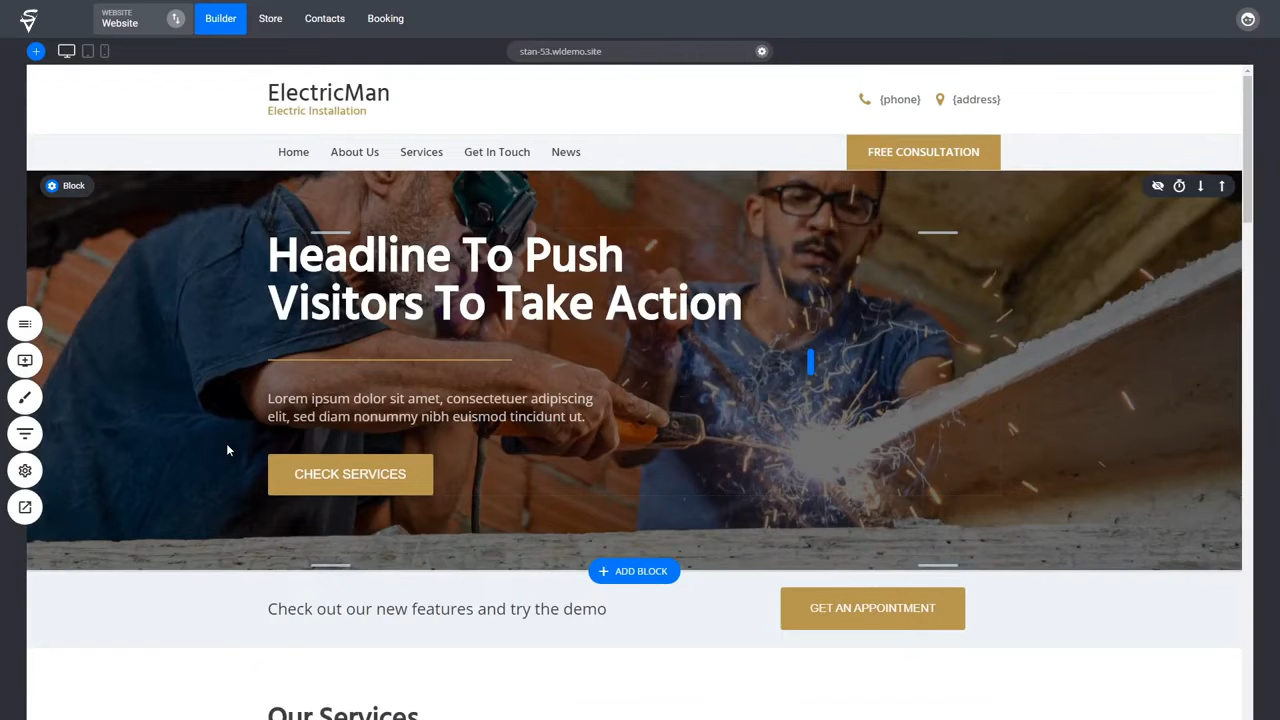 WEBSITE
Website
Builder
Store
Contacts
Booking
stan-53.wldemo.site
ElectricMan
Electric Installation
{phone}
{address}
Home
About Us
Services
Get In Touch
News
FREE CONSULTATION
Block
Headline To Push
Visitors To Take Action
Lorem ipsum dolor sit amet, consectetuer adipiscing
elit, sed diam nonummy nibh euismod tincidunt ut.
CHECK SERVICES
+ ADD BLOCK
Check out our new features and try the demo
GET AN APPOINTMENT
Our Services